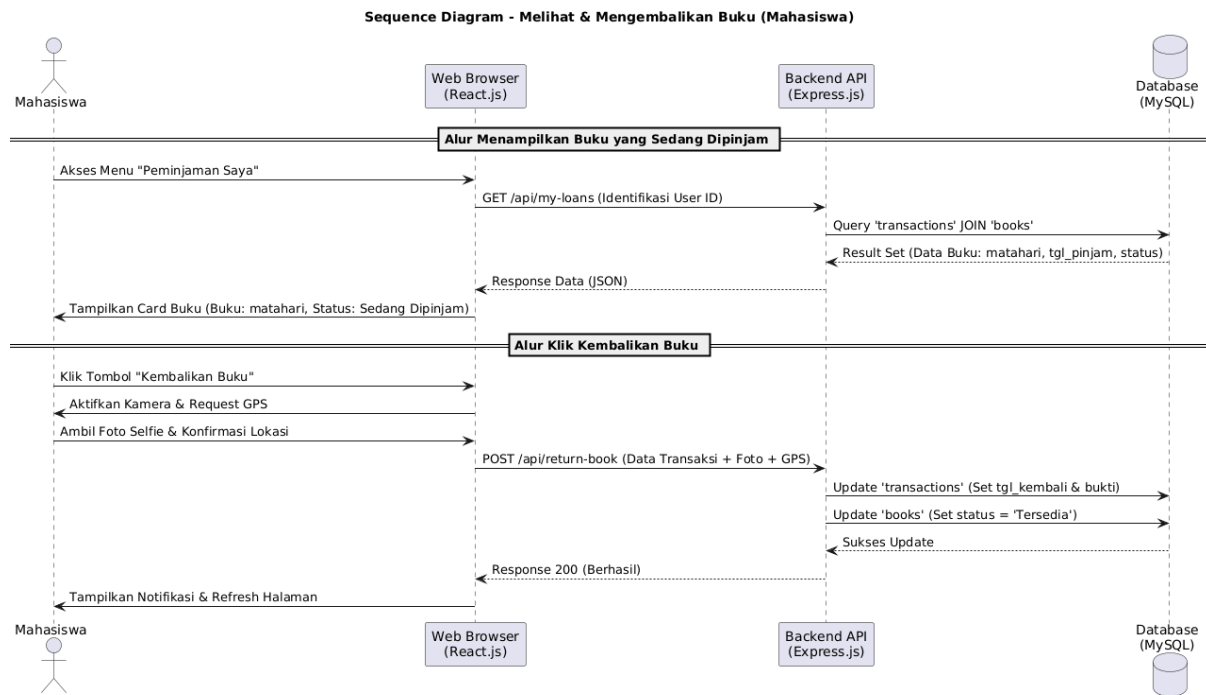 Sequence Diagram - Melihat & Mengembalikan Buku (Mahasiswa)
Mahasiswa
Web Browser
(React.js)
Backend API
(Express.js)
Database
(MySQL)
Alur Menampilkan Buku yang Sedang Dipinjam
Akses Menu "Peminjaman Saya"
GET /api/my-loans (Identifikasi User ID)
Query 'transactions' JOIN 'books'
Result Set (Data Buku: matahari, tgl_pinjam, status)
Response Data (JSON)
Tampilkan Card Buku (Buku: matahari, Status: Sedang Dipinjam)
Alur Klik Kembalikan Buku
Klik Tombol "Kembalikan Buku"
Aktifkan Kamera & Request GPS
Ambil Foto Selfie & Konfirmasi Lokasi
POST /api/return-book (Data Transaksi + Foto + GPS)
Update 'transactions' (Set tgl_kembali & bukti)
Update 'books' (Set status = 'Tersedia')
Sukses Update
Response 200 (Berhasil)
Tampilkan Notifikasi & Refresh Halaman
Mahasiswa
Web Browser
(React.js)
Backend API
(Express.js)
Database
(MySQL)